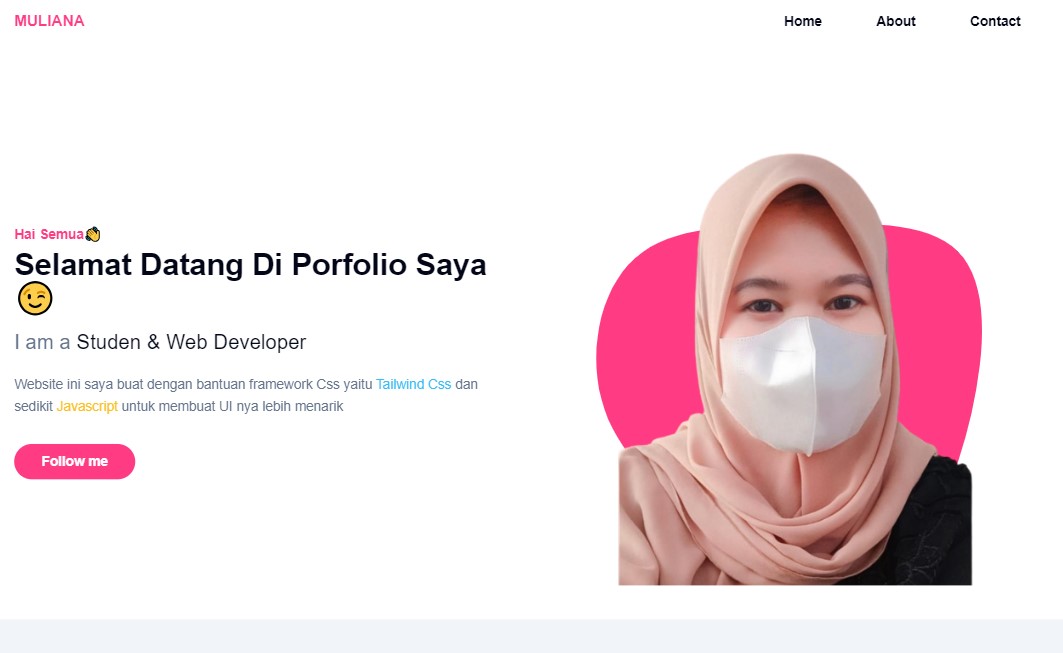 MULIANA
Home
About
Contact
Hai Semua👋
Selamat Datang Di Porfolio Saya
😉
I am a Studen & Web Developer
Website ini saya buat dengan bantuan framework Css yaitu Tailwind Css dan
sedikit Javascript untuk membuat UI nya lebih menarik
Follow me